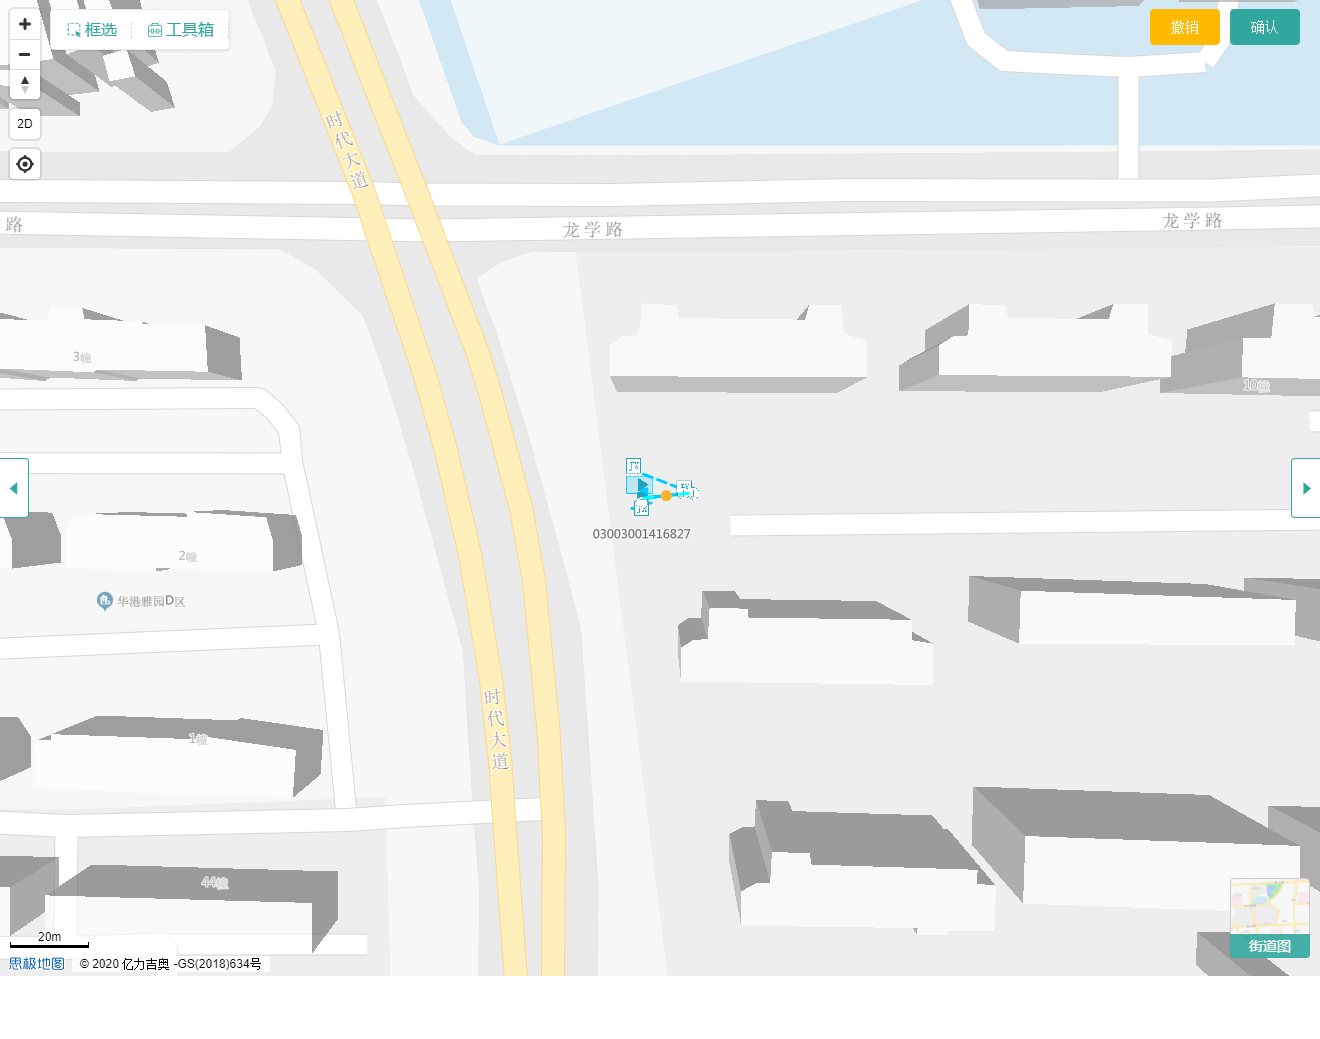 框选
工具箱
撤销
确认
2D
时代大道
路
龙学路
龙学路
3幢
10幢
JX
JX
03003001416827
2幢
华港雅园D区
时代大道
1幢
44幢
20m
街道图
思极地图
© 2020 亿力吉奥 -GS(2018)634号